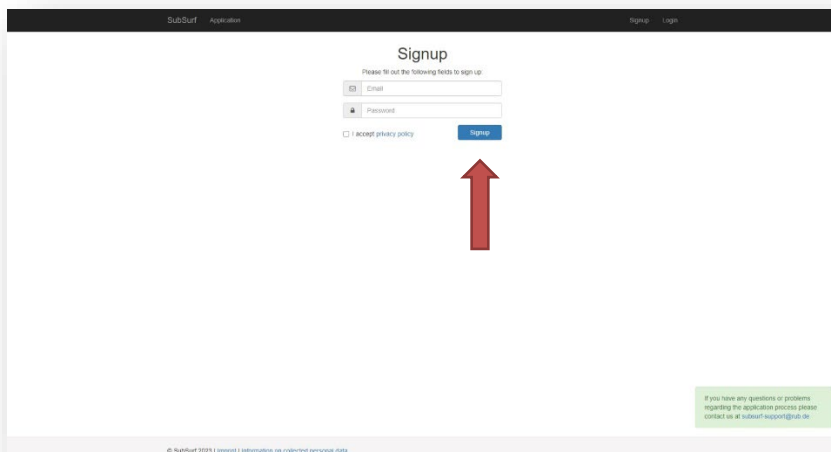 SubSurf Application Signup Login
Signup
Please fill out the following fields to sign up:
Email
Password
I accept privacy policy Signup
If you have any questions or problems
regarding the application process please
contact us at subsurf-support@rub.de
© SubSurf 2023 | Imprint | Information on collected personal data